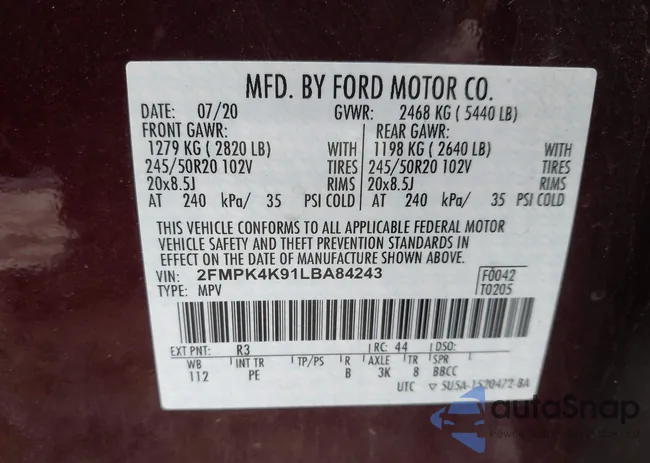 MFD. BY FORD MOTOR CO.
DATE: 07/20 GVWR: 2468 KG ( 5440 LB)
FRONT GAWR: REAR GAWR:
1279 KG ( 2820 LB) WITH 1198 KG ( 2640 LB) WITH
245/50R20 102V TIRES 245/50R20 102V TIRES
20x8.5J RIMS 20x8.5J RIMS
AT 240 kPa/ 35 PSI COLD AT 240 kPa/ 35 PSI COLD
THIS VEHICLE CONFORMS TO ALL APPLICABLE FEDERAL MOTOR
VEHICLE SAFETY AND THEFT PREVENTION STANDARDS IN
EFFECT ON THE DATE OF MANUFACTURE SHOWN ABOVE.
VIN: 2FMPK4K91LBA84243 F0042
TYPE: MPV T0205
EXT PNT: R3 RC: 44 DSO:
WB INT TR TP/PS R AXLE TR SPR
112 PE B 3K 8 BBCC
UTC ▽ 5U5A-1520472-BA
autoSnap